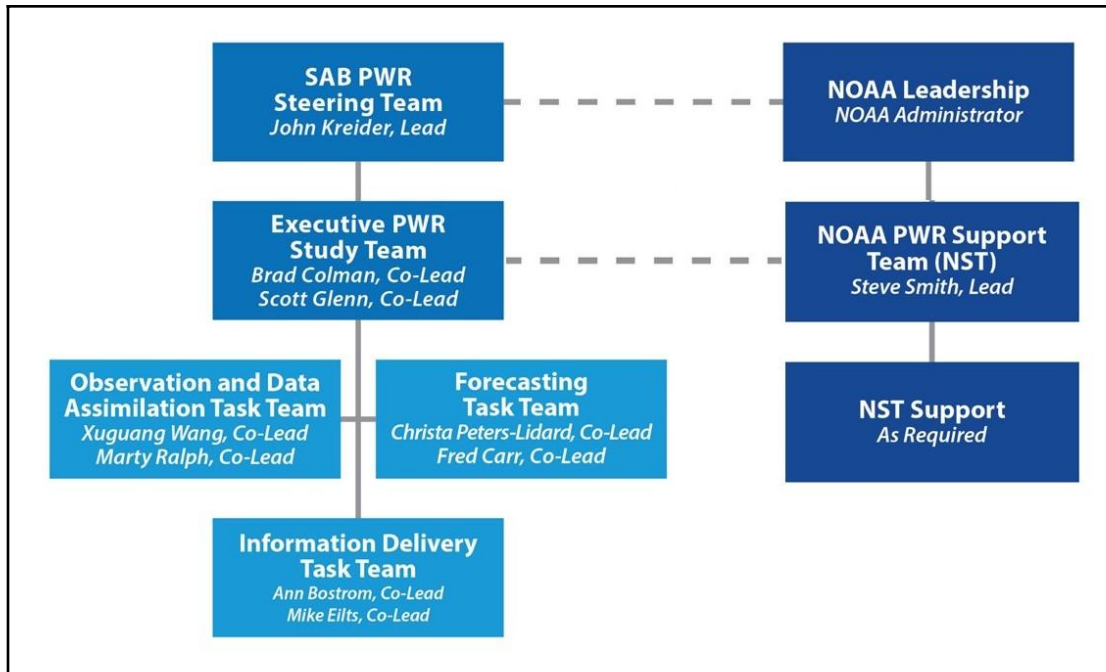 SAB PWR
Steering Team
John Kreider, Lead
NOAA Leadership
NOAA Administrator
Executive PWR
Study Team
Brad Colman, Co-Lead
Scott Glenn, Co-Lead
NOAA PWR Support
Team (NST)
Steve Smith, Lead
Observation and Data
Assimilation Task Team
Xuguang Wang, Co-Lead
Marty Ralph, Co-Lead
Forecasting
Task Team
Christa Peters-Lidard, Co-Lead
Fred Carr, Co-Lead
NST Support
As Required
Information Delivery
Task Team
Ann Bostrom, Co-Lead
Mike Eilts, Co-Lead